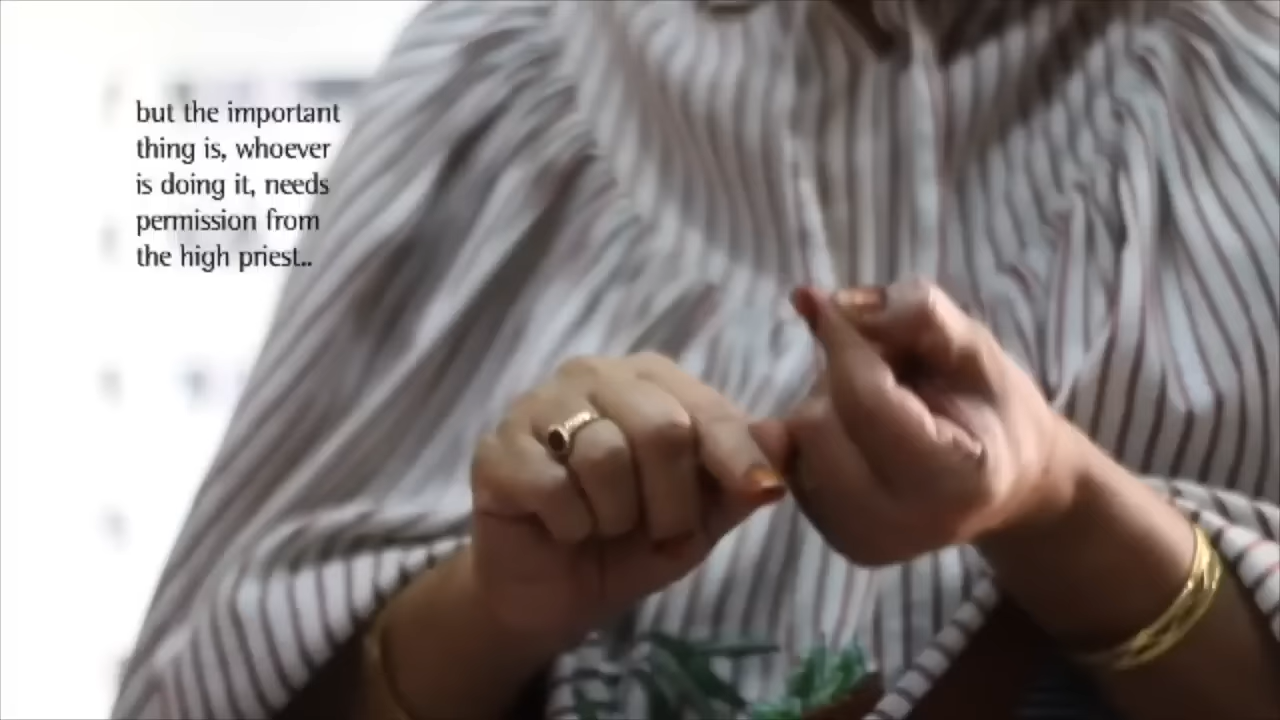 but the important
thing is, whoever
is doing it, needs
permission from
the high priest..